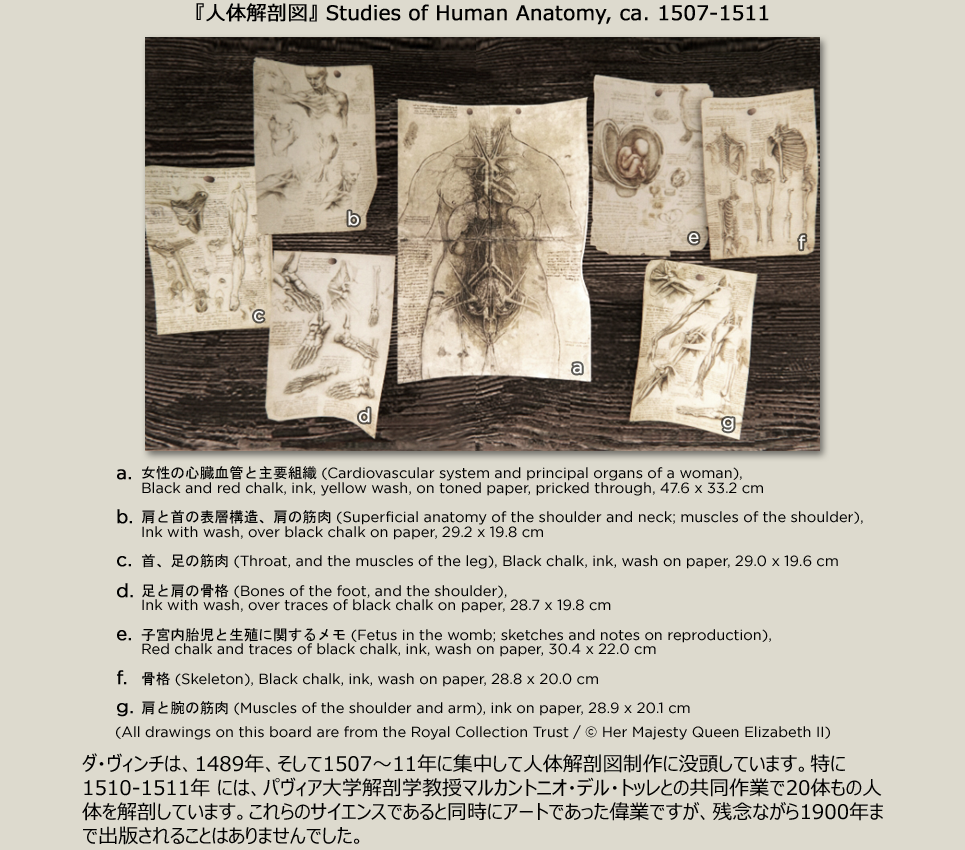 『人体解剖図』 Studies of Human Anatomy, ca. 1507-1511
a
b
c
d
e
f
g
a. 女性の心臓血管と主要組織 (Cardiovascular system and principal organs of a woman),
Black and red chalk, ink, yellow wash, on toned paper, pricked through, 47.6 x 33.2 cm
b. 肩と首の表層構造、肩の筋肉 (Superficial anatomy of the shoulder and neck; muscles of the shoulder),
Ink with wash, over black chalk on paper, 29.2 x 19.8 cm
c. 首、足の筋肉 (Throat, and the muscles of the leg), Black chalk, ink, wash on paper, 29.0 x 19.6 cm
d. 足と肩の骨格 (Bones of the foot, and the shoulder),
Ink with wash, over traces of black chalk on paper, 28.7 x 19.8 cm
e. 子宮内胎児と生殖に関するメモ (Fetus in the womb; sketches and notes on reproduction),
Red chalk and traces of black chalk, ink, wash on paper, 30.4 x 22.0 cm
f. 骨格 (Skeleton), Black chalk, ink, wash on paper, 28.8 x 20.0 cm
g. 肩と腕の筋肉 (Muscles of the shoulder and arm), ink on paper, 28.9 x 20.1 cm
(All drawings on this board are from the Royal Collection Trust / © Her Majesty Queen Elizabeth II)
ダ・ヴィンチは、1489年、そして1507～11年に集中して人体解剖図制作に没頭しています。特に
1510-1511年 には、パヴィア大学解剖学教授マルカントニオ・デル・トッレとの共同作業で20体もの人
体を解剖しています。これらのサイエンスであると同時にアートであった偉業ですが、残念ながら1900年ま
で出版されることはありませんでした。